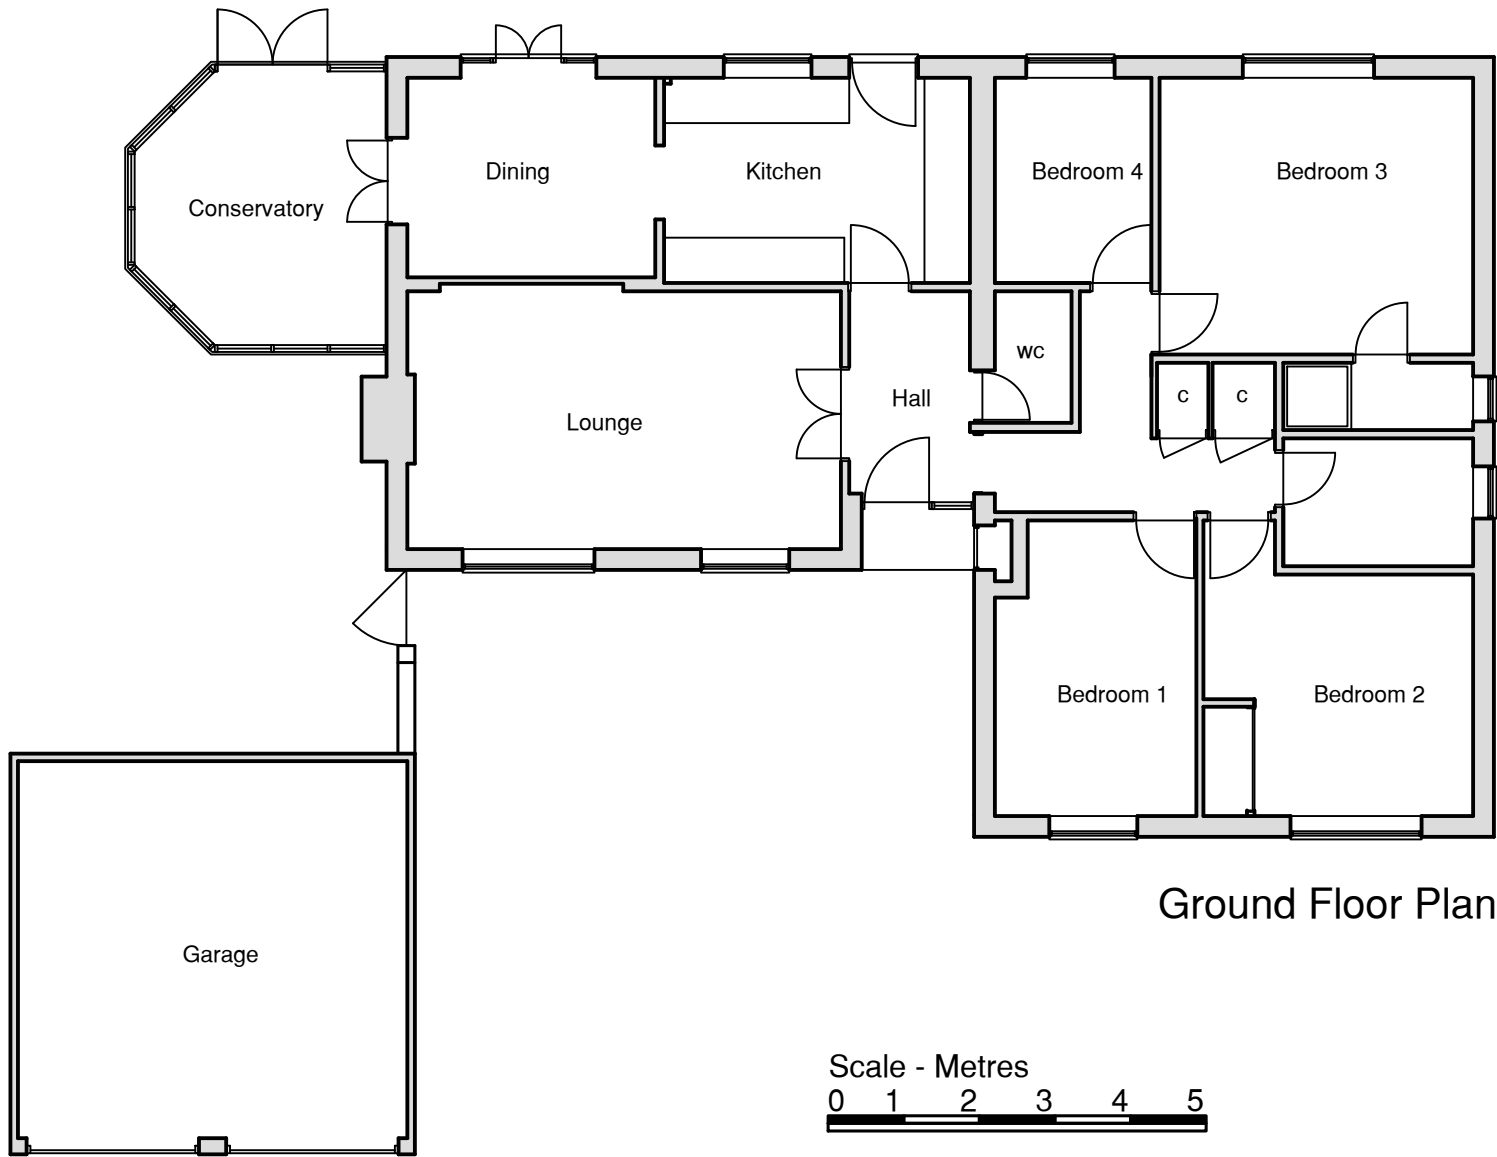 Dining
Kitchen
Bedroom 4
Bedroom 3
Conservatory
wc
Hall
c
c
Lounge
Bedroom 1
Bedroom 2
Ground Floor Plan
Garage
Scale - Metres
0 1 2 3 4 5